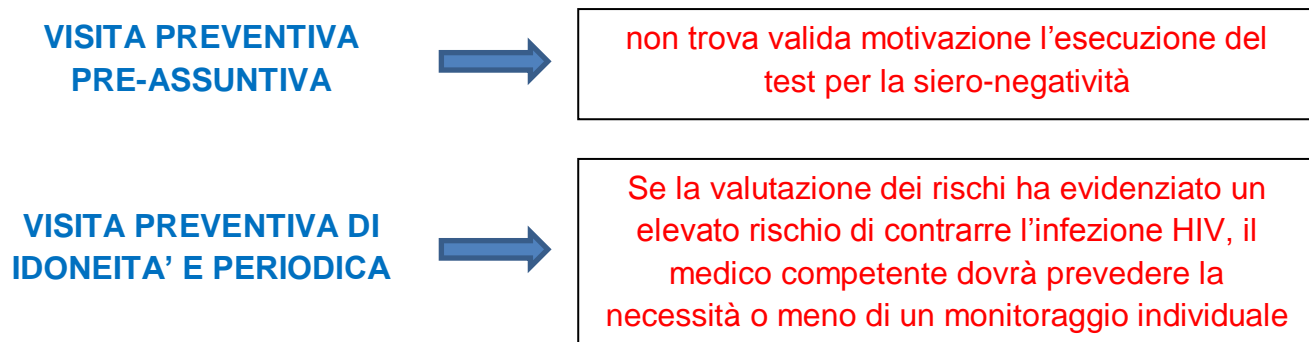 VISITA PREVENTIVA
PRE-ASSUNTIVA
non trova valida motivazione l’esecuzione del
test per la siero-negatività
VISITA PREVENTIVA DI
IDONEITA’ E PERIODICA
Se la valutazione dei rischi ha evidenziato un
elevato rischio di contrarre l’infezione HIV, il
medico competente dovrà prevedere la
necessità o meno di un monitoraggio individuale